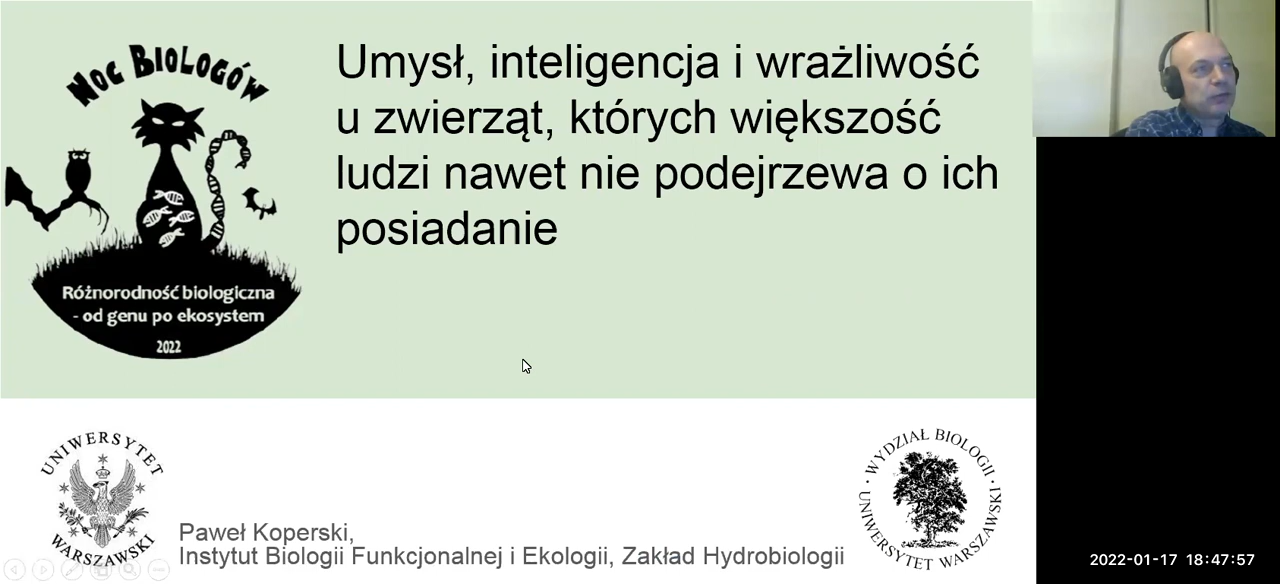 Noc Biologów
Różnorodność biologiczna
- od genu po ekosystem
2022
Umysł, inteligencja i wrażliwość
u zwierząt, których większość
ludzi nawet nie podejrzewa o ich
posiadanie
UNIWERSYTET
WARSZAWSKI
Paweł Koperski,
Instytut Biologii Funkcjonalnej i Ekologii, Zakład Hydrobiologii
· WYDZIAŁ BIOLOGII ·
UNIWERSYTET WARSZAWSKI
2022-01-17 18:47:57